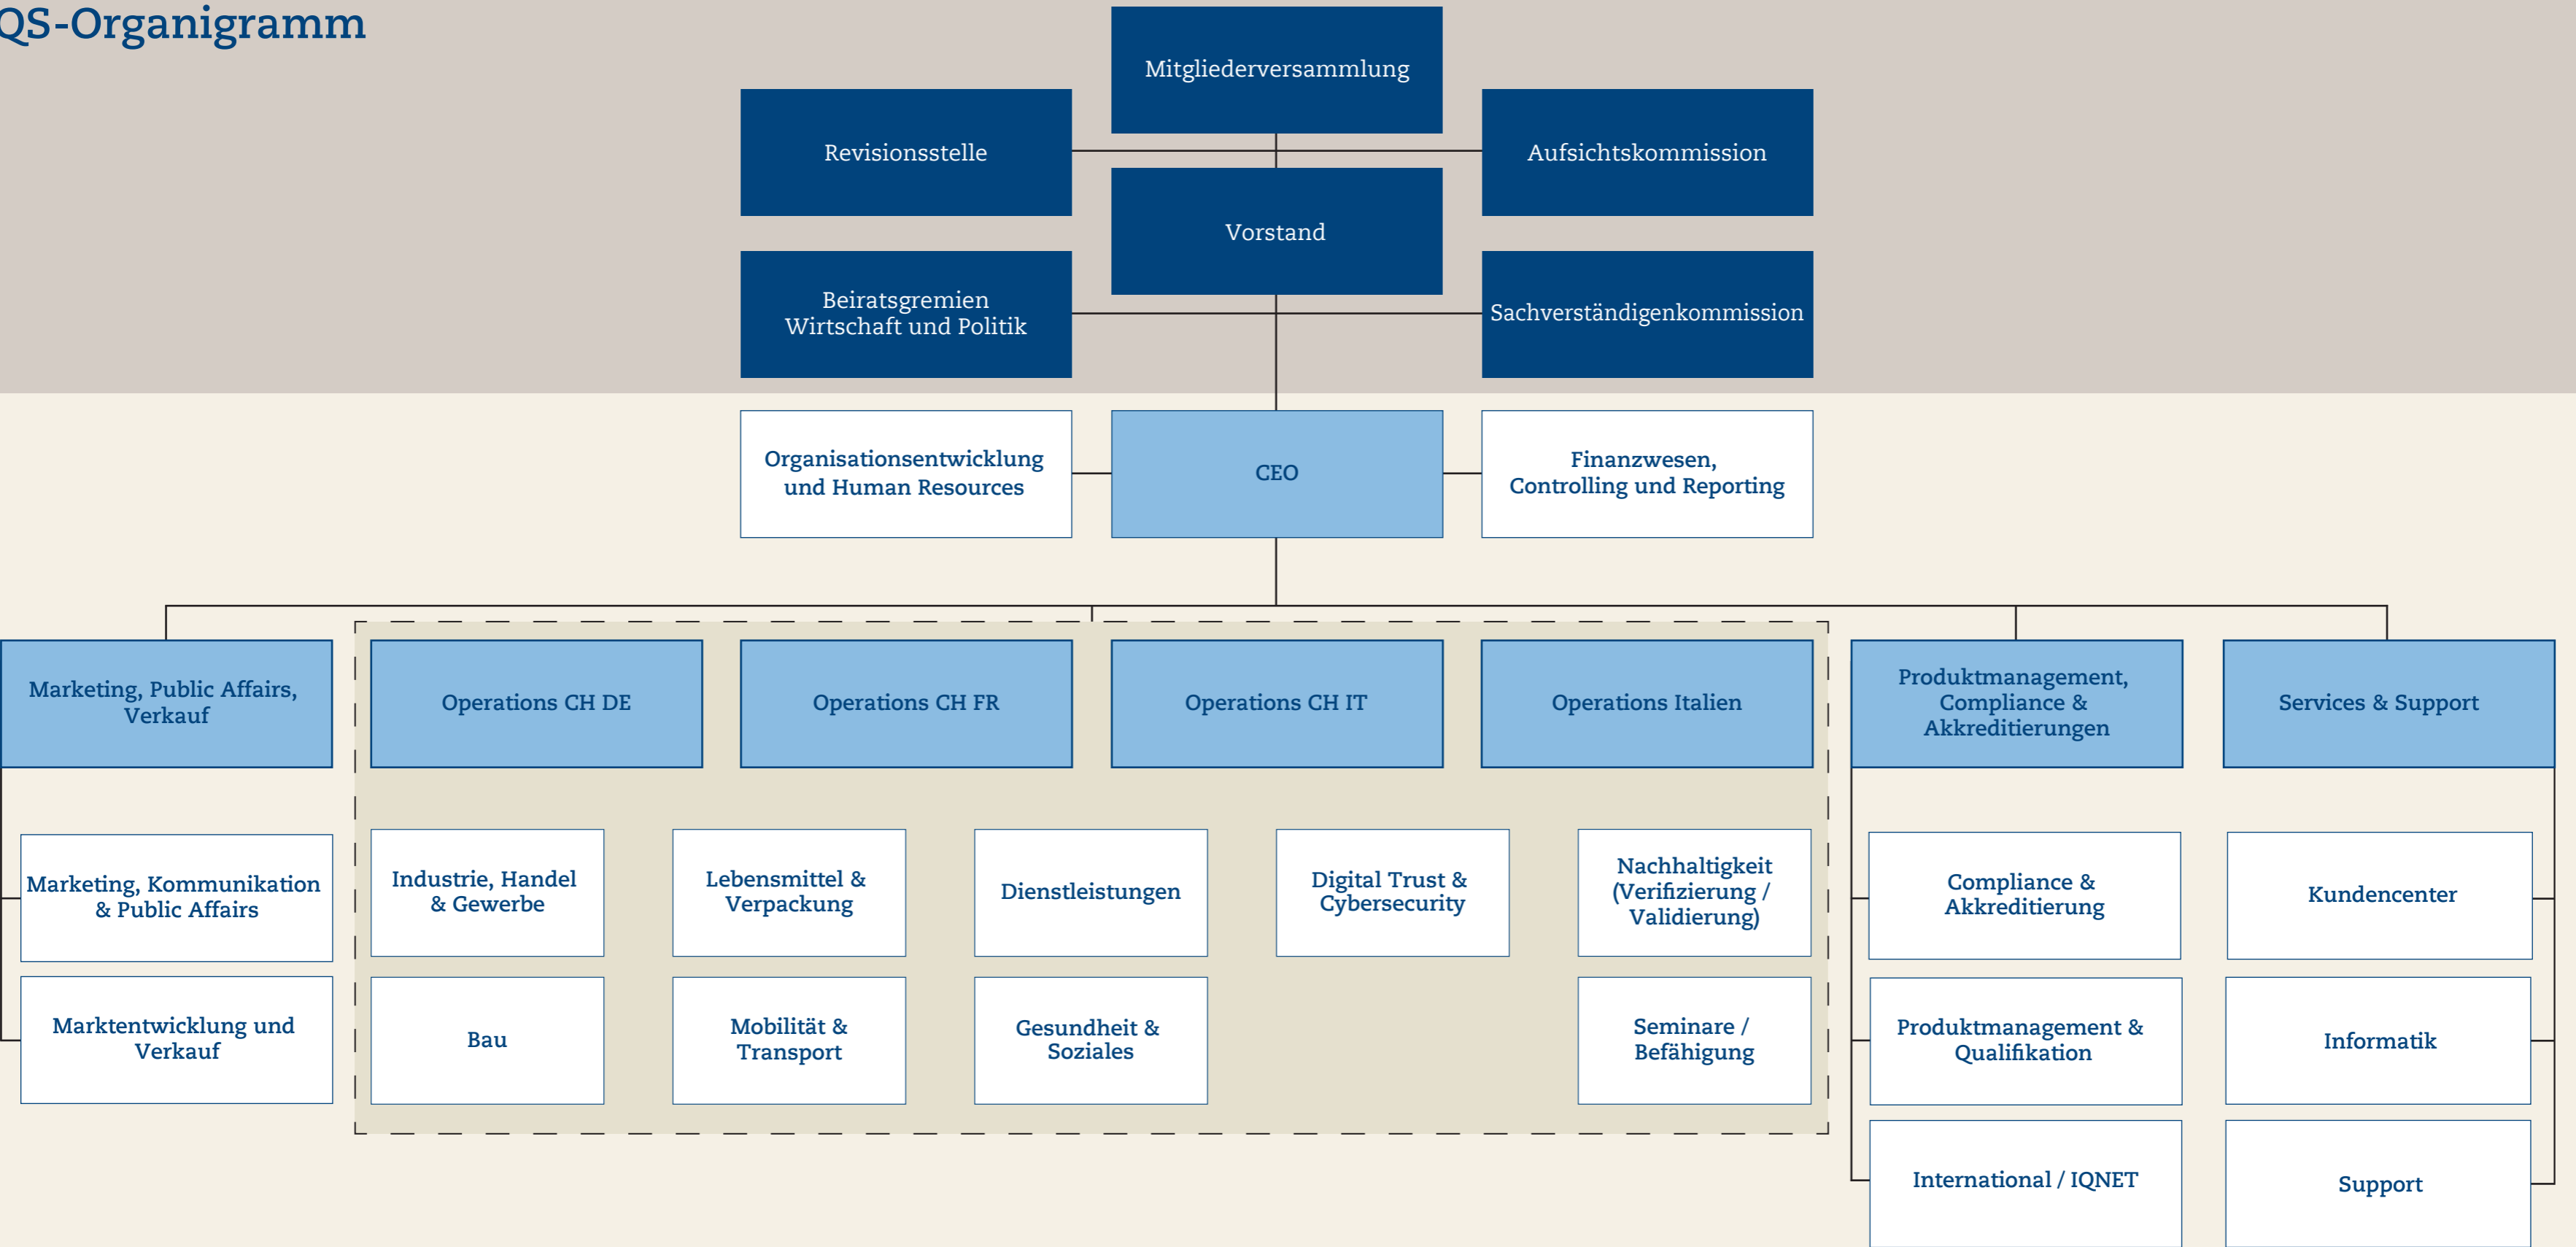 QS-Organigramm
Mitgliederversammlung
Revisionsstelle
Aufsichtskommission
Vorstand
Beiratsgremien
Wirtschaft und Politik
Sachverständigenkommission
Organisationsentwicklung
und Human Resources
CEO
Finanzwesen,
Controlling und Reporting
Marketing, Public Affairs,
Verkauf
Operations CH DE
Operations CH FR
Operations CH IT
Operations Italien
Produktmanagement,
Compliance &
Akkreditierungen
Services & Support
Marketing, Kommunikation
& Public Affairs
Industrie, Handel
& Gewerbe
Lebensmittel &
Verpackung
Dienstleistungen
Digital Trust &
Cybersecurity
Nachhaltigkeit
(Verifizierung /
Validierung)
Compliance &
Akkreditierung
Kundencenter
Marktentwicklung und
Verkauf
Bau
Mobilität &
Transport
Gesundheit &
Soziales
Seminare /
Befähigung
Produktmanagement &
Qualifikation
Informatik
International / IQNET
Support